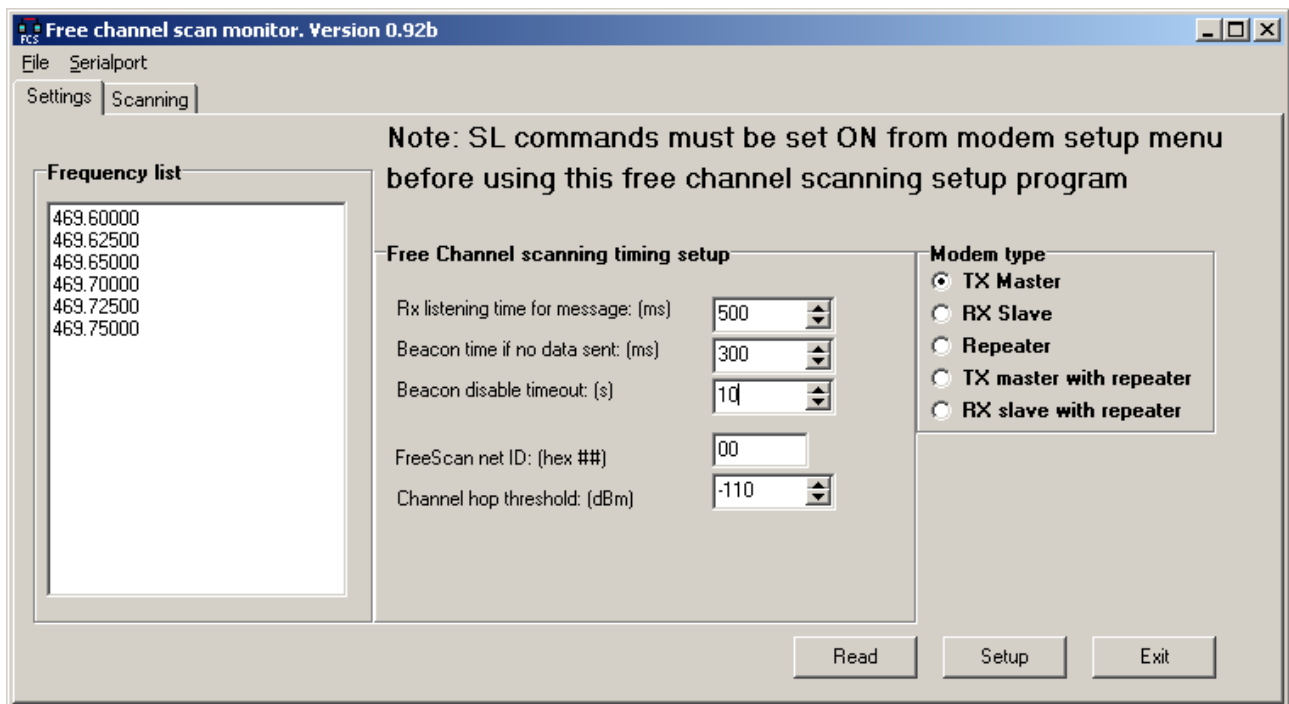 FCS Free channel scan monitor. Version 0.92b
File Serialport
Settings Scanning
Note: SL commands must be set ON from modem setup menu
before using this free channel scanning setup program
Frequency list
469.60000
469.62500
469.65000
469.70000
469.72500
469.75000
Free Channel scanning timing setup
Rx listening time for message: (ms) 500
Beacon time if no data sent: (ms) 300
Beacon disable timeout: (s) 10
FreeScan net ID: (hex ##) 00
Channel hop threshold: (dBm) -110
Modem type
TX Master
RX Slave
Repeater
TX master with repeater
RX slave with repeater
Read Setup Exit